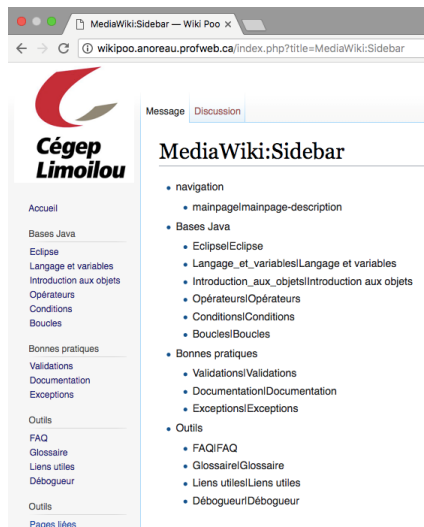 MediaWiki:Sidebar — Wiki Poo ×
wikipoo.anoreau.profweb.ca/index.php?title=MediaWiki:Sidebar
Cégep
Limoilou
Accueil
Bases Java
Eclipse
Langage et variables
Introduction aux objets
Opérateurs
Conditions
Boucles
Bonnes pratiques
Validations
Documentation
Exceptions
Outils
FAQ
Glossaire
Liens utiles
Débogueur
Outils
Pages liées
Message Discussion
MediaWiki:Sidebar
• navigation
• mainpage|mainpage-description
• Bases Java
• Eclipse|Eclipse
• Langage_et_variables|Langage et variables
• Introduction_aux_objets|Introduction aux objets
• Opérateurs|Opérateurs
• Conditions|Conditions
• Boucles|Boucles
• Bonnes pratiques
• Validations|Validations
• Documentation|Documentation
• Exceptions|Exceptions
• Outils
• FAQ|FAQ
• Glossaire|Glossaire
• Liens utiles|Liens utiles
• Débogueur|Débogueur